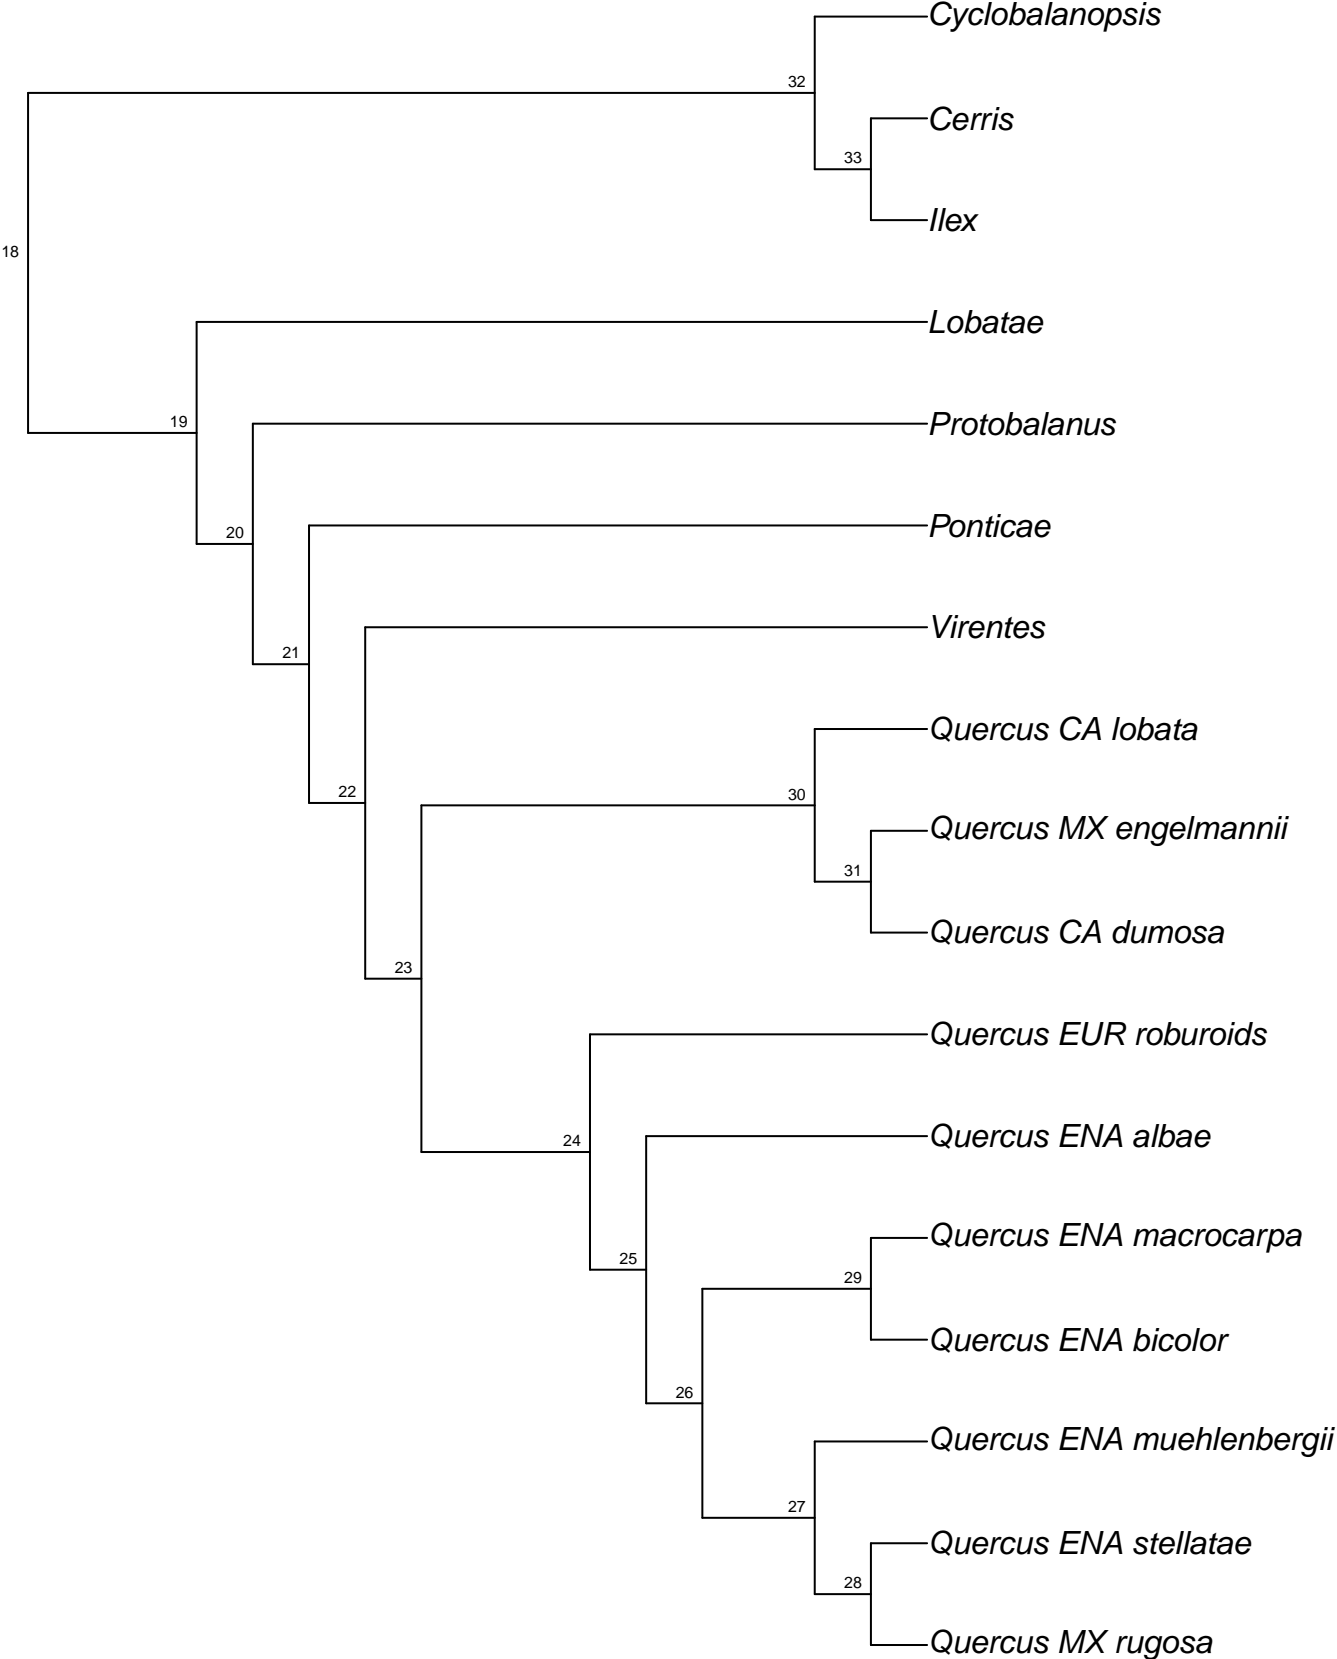 Cyclobalanopsis
32
Cerris
33
Ilex
18
Lobatae
19
Protobalanus
20
Ponticae
21
Virentes
Quercus CA lobata
22
30
Quercus MX engelmannii
31
Quercus CA dumosa
23
Quercus EUR roburoids
24
Quercus ENA albae
Quercus ENA macrocarpa
25
29
Quercus ENA bicolor
26
Quercus ENA muehlenbergii
27
Quercus ENA stellatae
28
Quercus MX rugosa